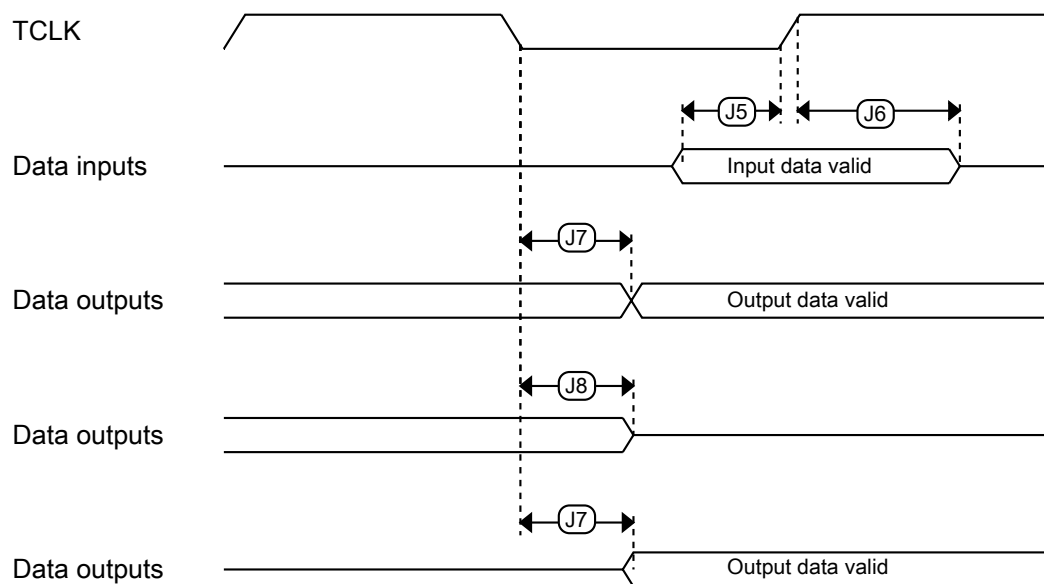 TCLK
J5
J6
Data inputs
Input data valid
J7
Data outputs
Output data valid
J8
Data outputs
J7
Data outputs
Output data valid